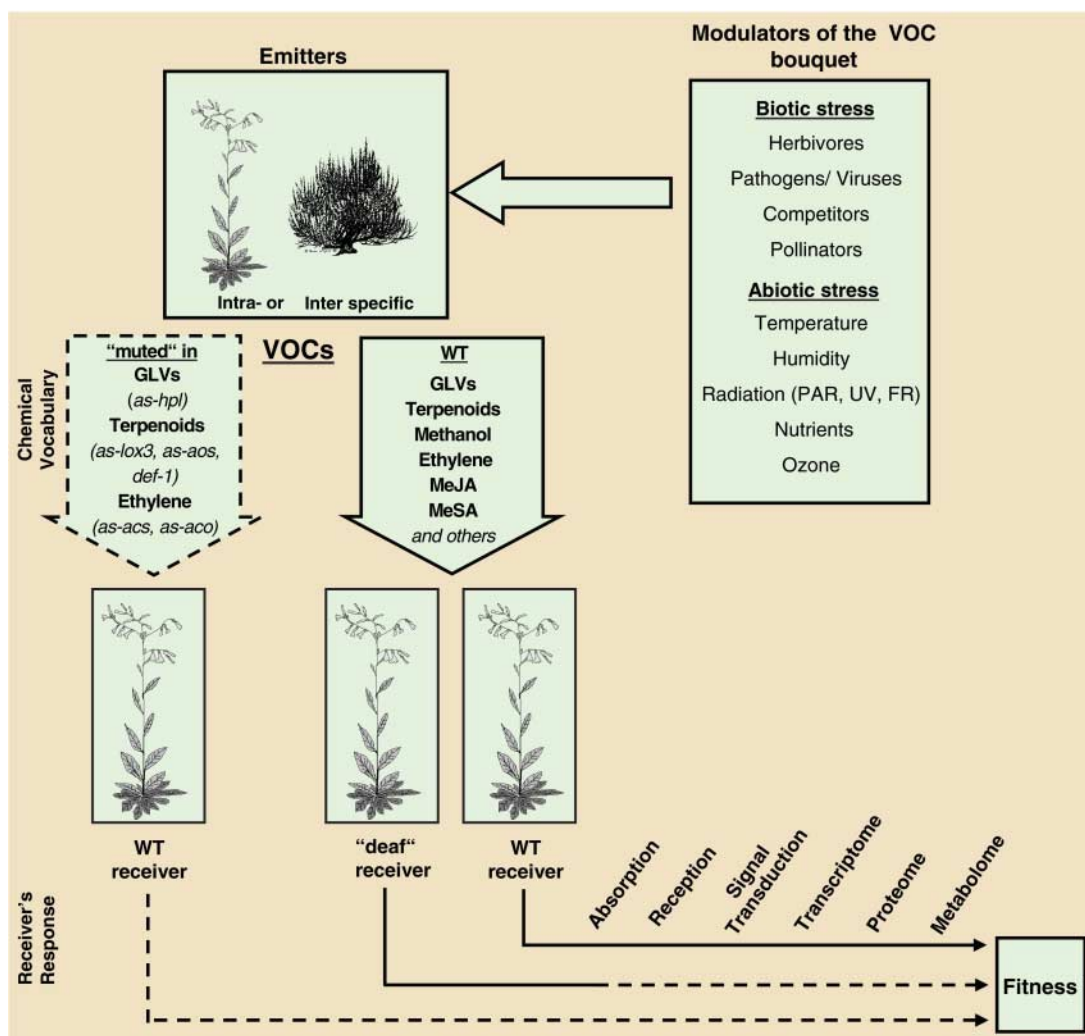 Emitters
Intra- or Inter specific
Modulators of the VOC
bouquet
Biotic stress
Herbivores
Pathogens/ Viruses
Competitors
Pollinators
Abiotic stress
Temperature
Humidity
Radiation (PAR, UV, FR)
Nutrients
Ozone
Chemical
Vocabulary
“muted“ in
GLVs
(as-hpl)
Terpenoids
(as-lox3, as-aos,
def-1)
Ethylene
(as-acs, as-aco)
VOCs
WT
GLVs
Terpenoids
Methanol
Ethylene
MeJA
MeSA
and others
WT
receiver
“deaf“
receiver
WT
receiver
Receiver's
Response
Absorption
Reception
Signal
Transduction
Transcriptome
Proteome
Metabolome
Fitness